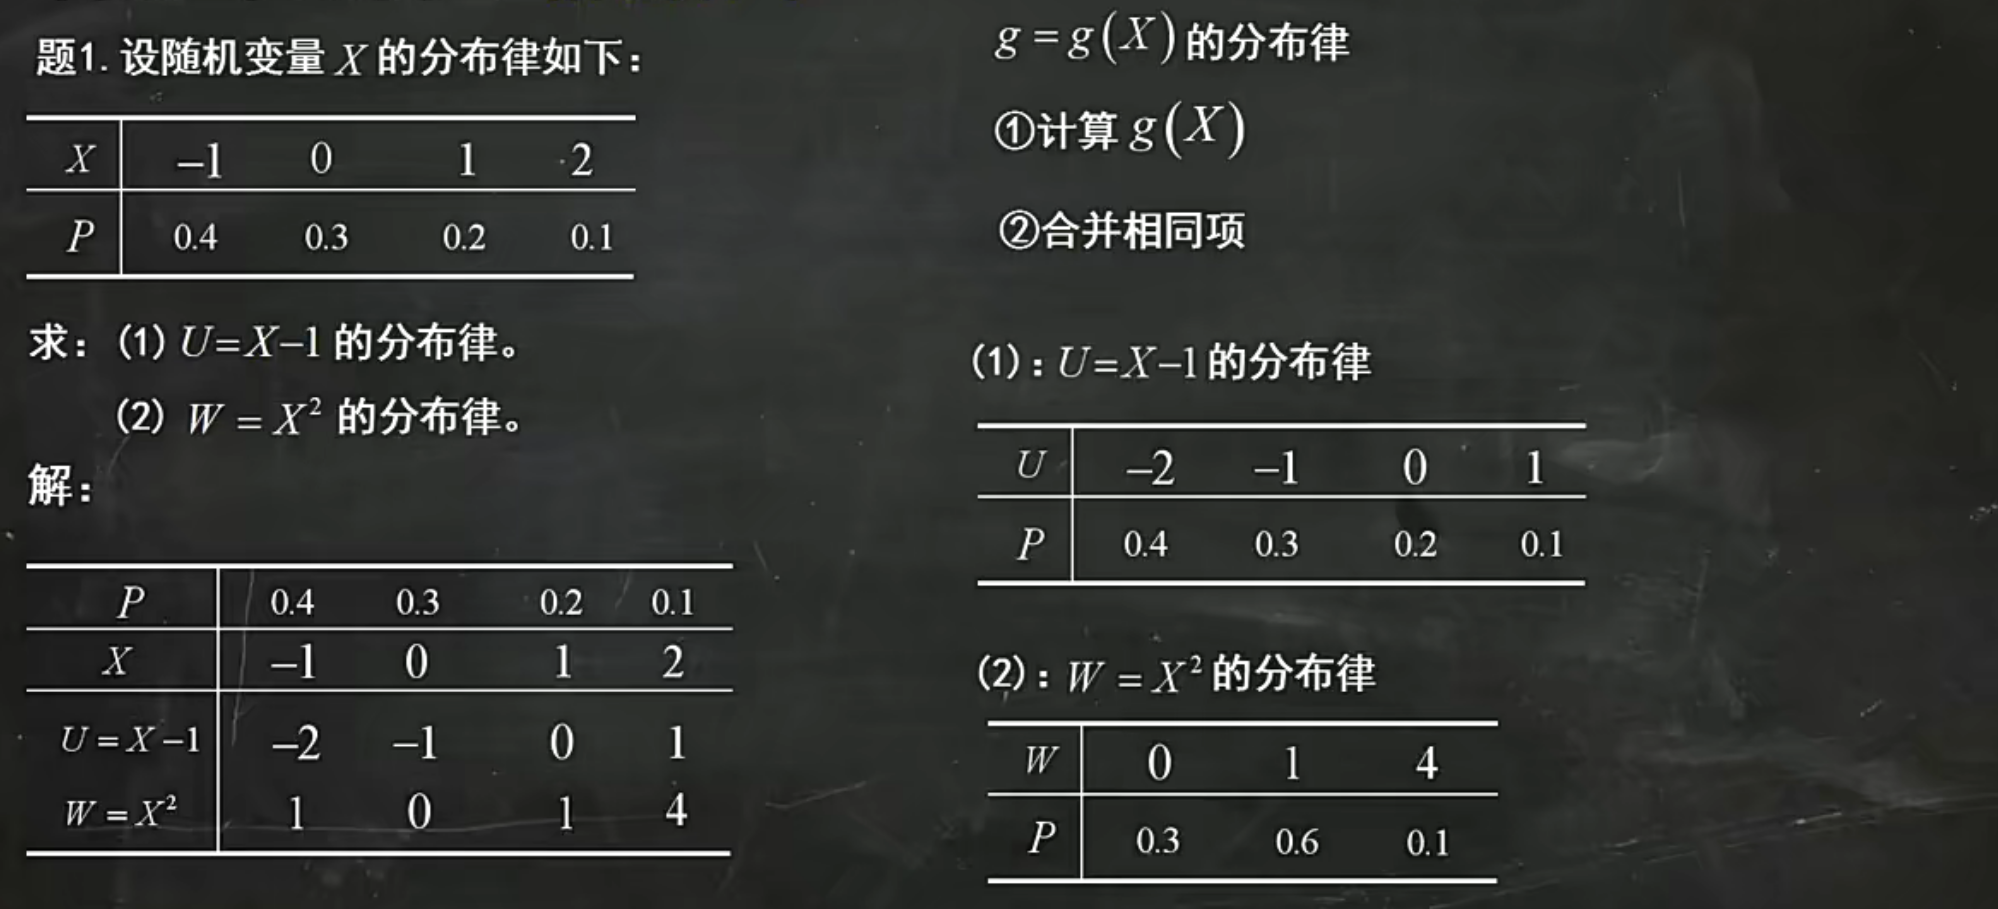 题1. 设随机变量 X 的分布律如下：
X −1 0 1 2
P 0.4 0.3 0.2 0.1
求：(1) U=X−1 的分布律。
(2) W = X² 的分布律。
解：
P 0.4 0.3 0.2 0.1
X −1 0 1 2
U=X−1 −2 −1 0 1
W=X² 1 0 1 4
g=g(X) 的分布律
①计算 g(X)
②合并相同项
(1)：U=X−1 的分布律
U −2 −1 0 1
P 0.4 0.3 0.2 0.1
(2)：W = X² 的分布律
W 0 1 4
P 0.3 0.6 0.1